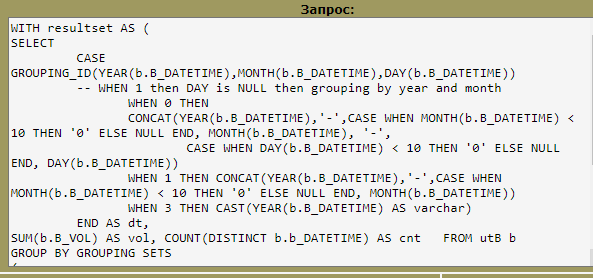 Запрос:
WITH resultset AS (
SELECT
CASE
GROUPING_ID(YEAR(b.B_DATETIME),MONTH(b.B_DATETIME),DAY(b.B_DATETIME))
-- WHEN 1 then DAY is NULL then grouping by year and month
WHEN 0 THEN
CONCAT(YEAR(b.B_DATETIME),'-',CASE WHEN MONTH(b.B_DATETIME) <
10 THEN '0' ELSE NULL END, MONTH(b.B_DATETIME), '-',
CASE WHEN DAY(b.B_DATETIME) < 10 THEN '0' ELSE NULL
END, DAY(b.B_DATETIME))
WHEN 1 THEN CONCAT(YEAR(b.B_DATETIME),'-',CASE WHEN
MONTH(b.B_DATETIME) < 10 THEN '0' ELSE NULL END, MONTH(b.B_DATETIME))
WHEN 3 THEN CAST(YEAR(b.B_DATETIME) AS varchar)
END AS dt,
SUM(b.B_VOL) AS vol, COUNT(DISTINCT b.b_DATETIME) AS cnt FROM utB b
GROUP BY GROUPING SETS